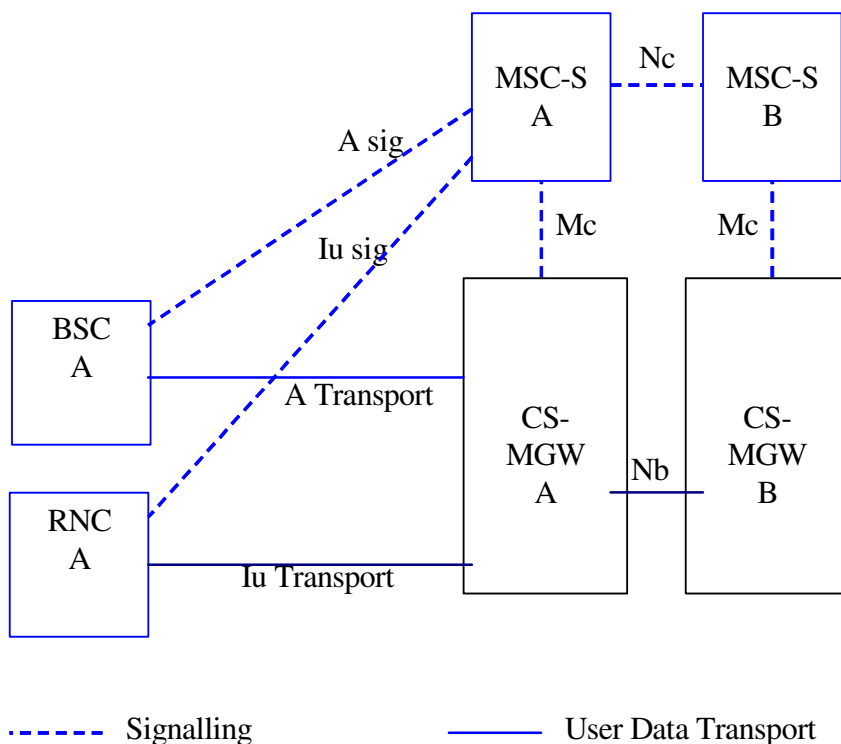 MSC-S
A
Nc
MSC-S
B
A sig
Iu sig
Mc
Mc
BSC
A
A Transport
CS-
MGW
A
Nb
CS-
MGW
B
RNC
A
Iu Transport
Signalling
User Data Transport